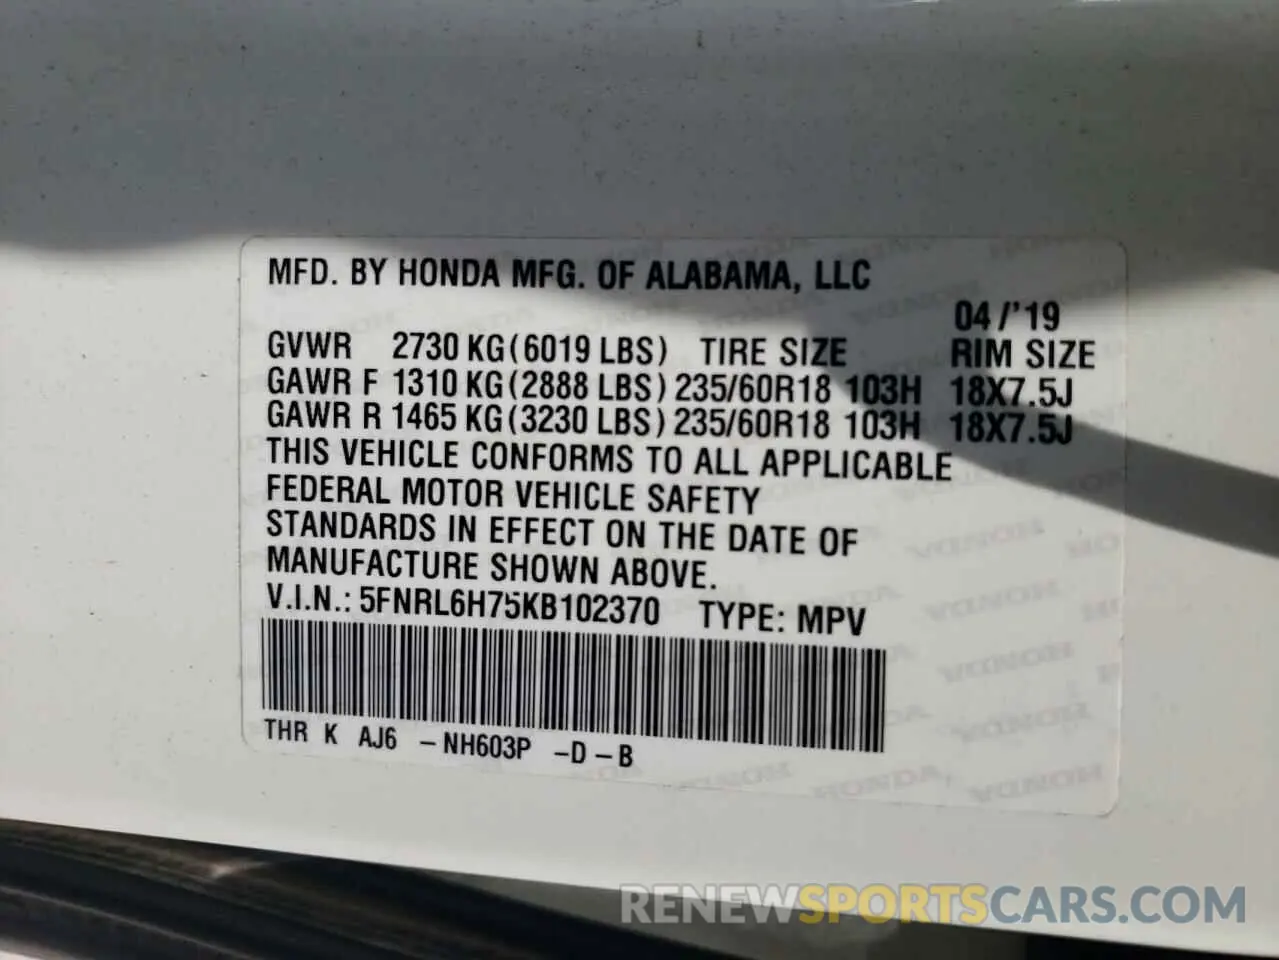 MFD. BY HONDA MFG. OF ALABAMA, LLC
04/'19
GVWR 2730 KG(6019 LBS) TIRE SIZE RIM SIZE
GAWR F 1310 KG(2888 LBS) 235/60R18 103H 18X7.5J
GAWR R 1465 KG(3230 LBS) 235/60R18 103H 18X7.5J
THIS VEHICLE CONFORMS TO ALL APPLICABLE
FEDERAL MOTOR VEHICLE SAFETY
STANDARDS IN EFFECT ON THE DATE OF
MANUFACTURE SHOWN ABOVE.
V.I.N.: 5FNRL6H75KB102370 TYPE: MPV
THR K AJ6 -NH603P -D-B
RENEWSPORTSCARS.COM